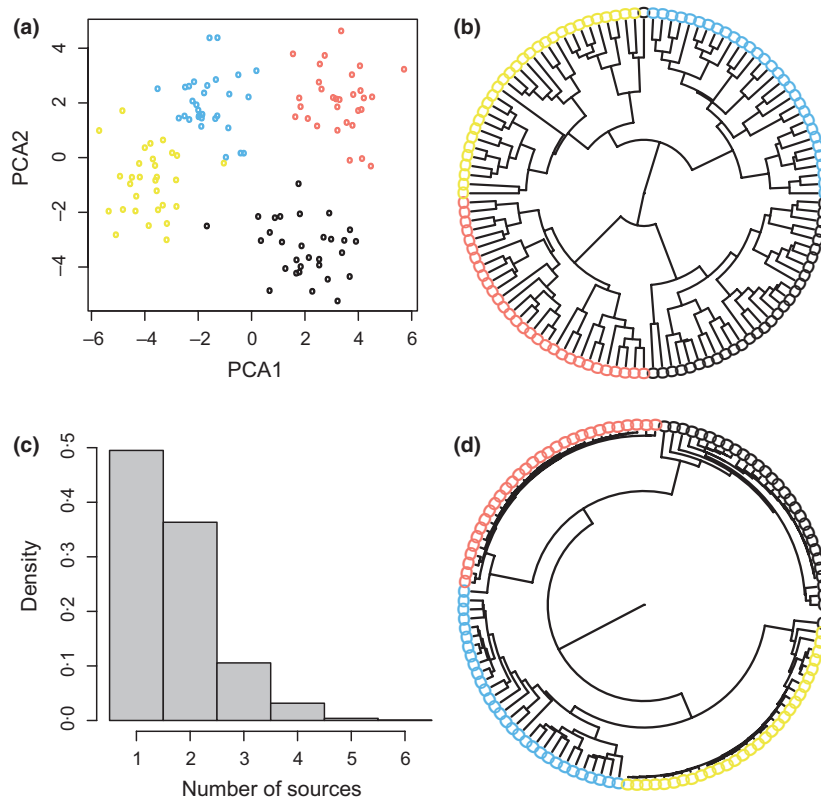 (a)
PCA2
4
2
0
−2
−4
−6 −4 −2 0 2 4 6
PCA1
(b)
(c)
Density
0·5
0·4
0·3
0·2
0·1
0·0
1 2 3 4 5 6
Number of sources
(d)